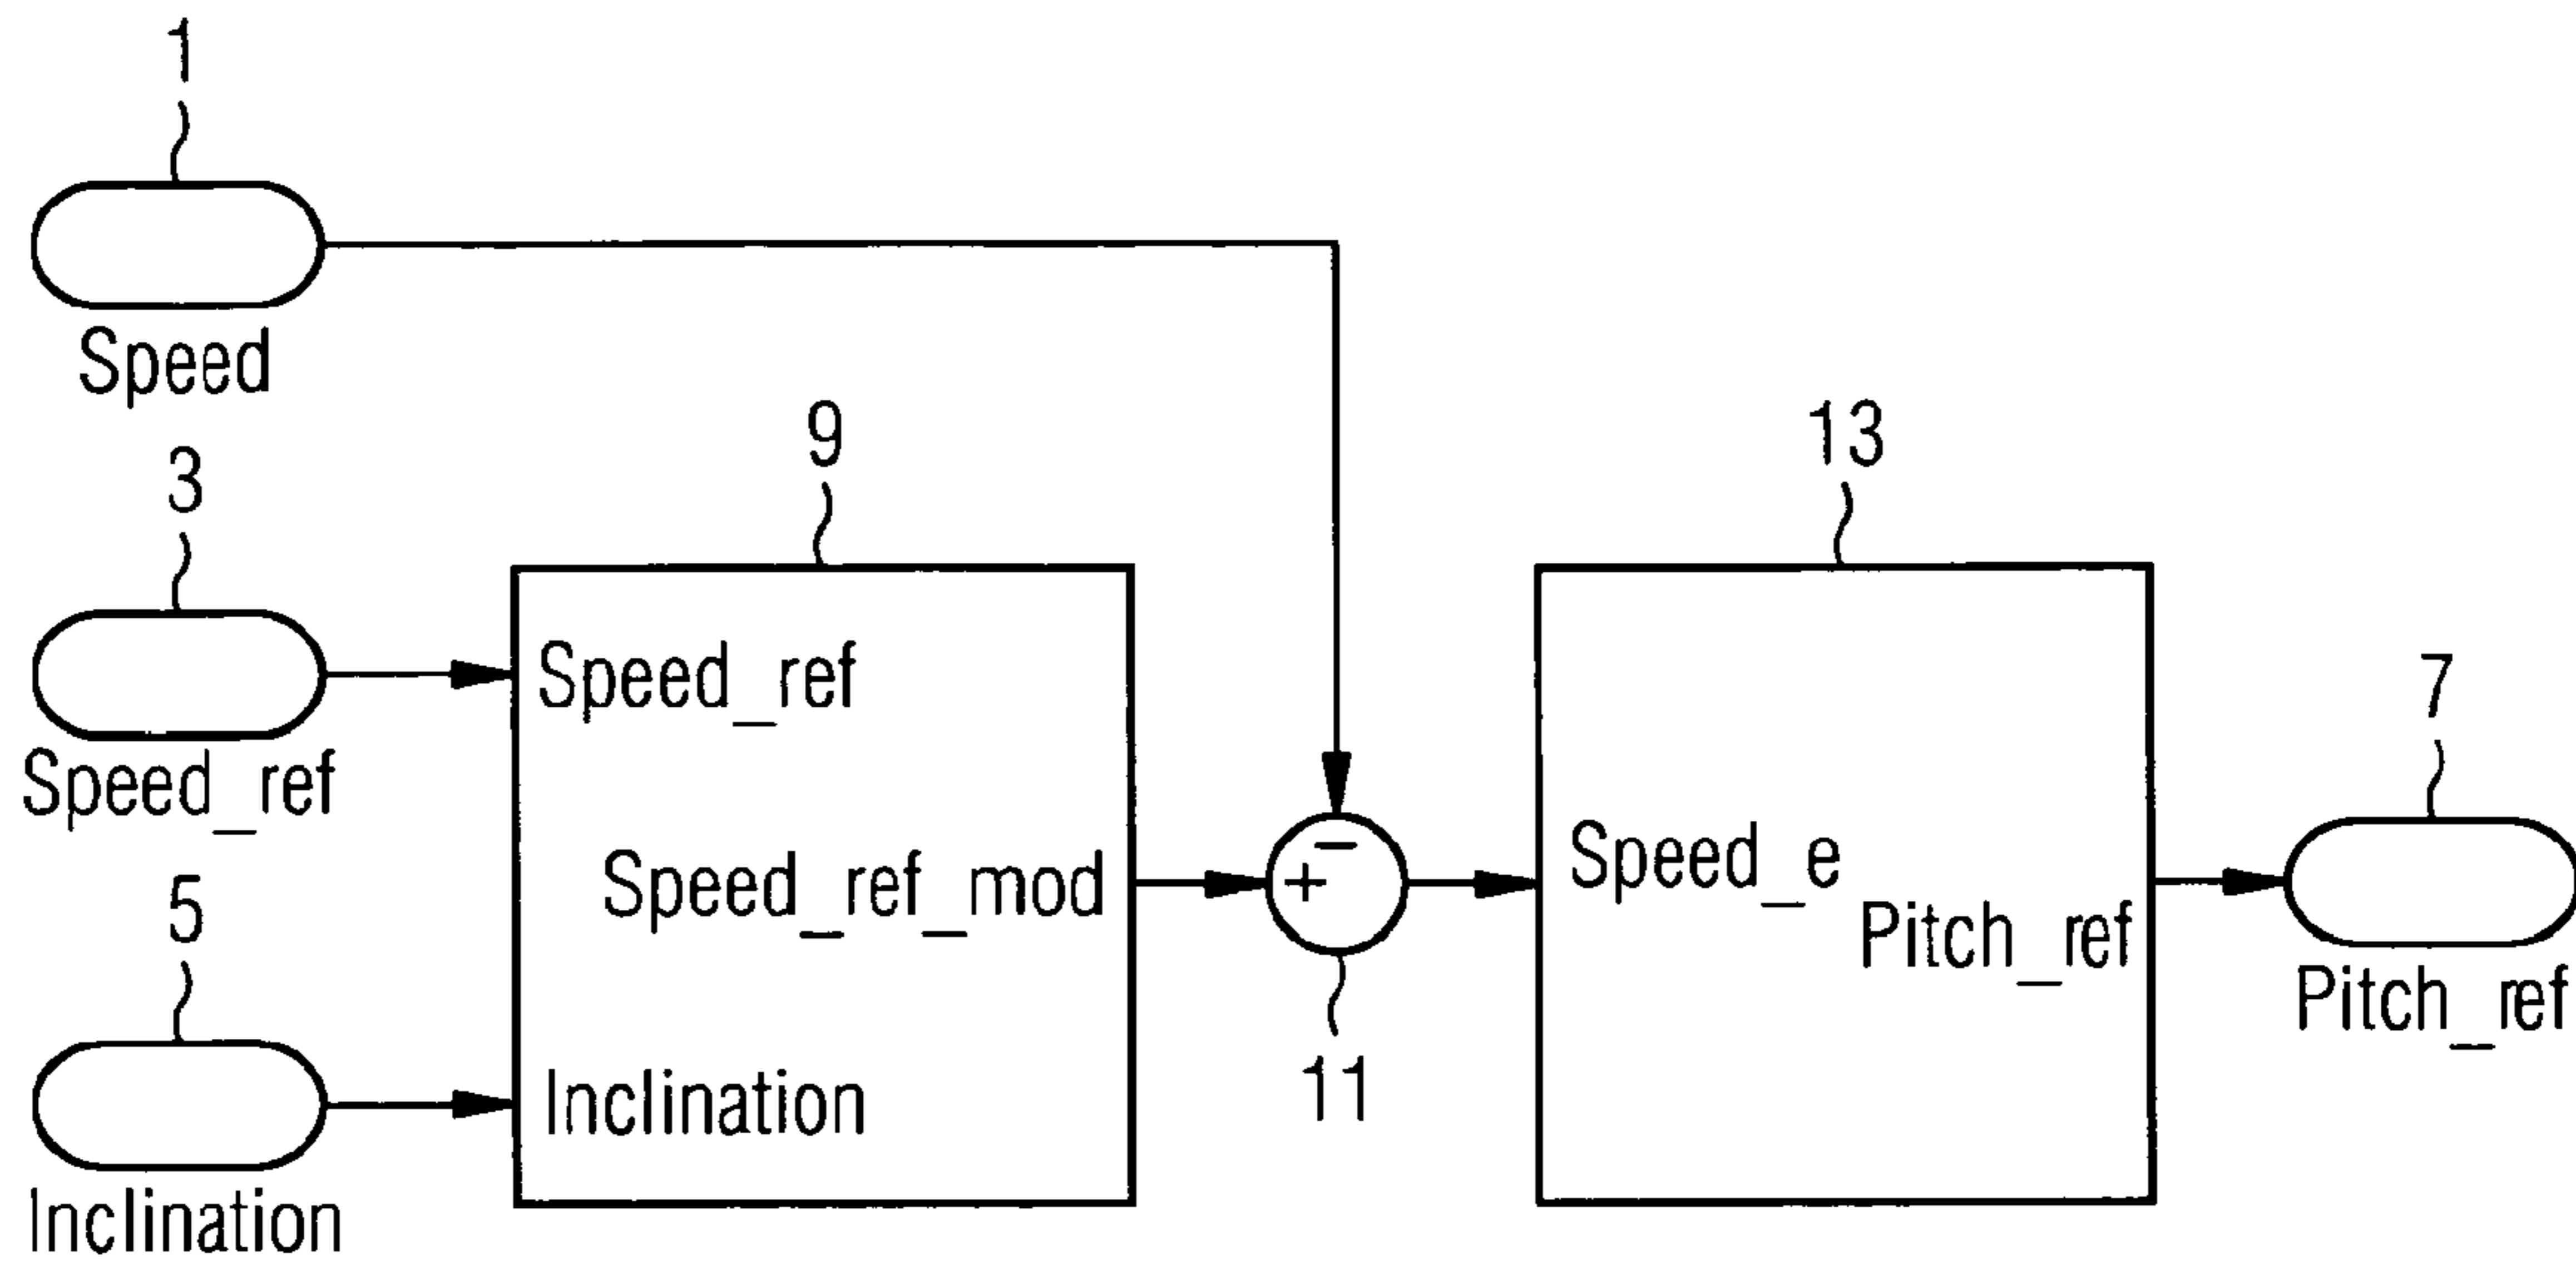 1
Speed
3
Speed_ref
5
Inclination
9
Speed_ref
Speed_ref_mod
Inclination
+
−
11
13
Speed_e
Pitch_ref
7
Pitch_ref